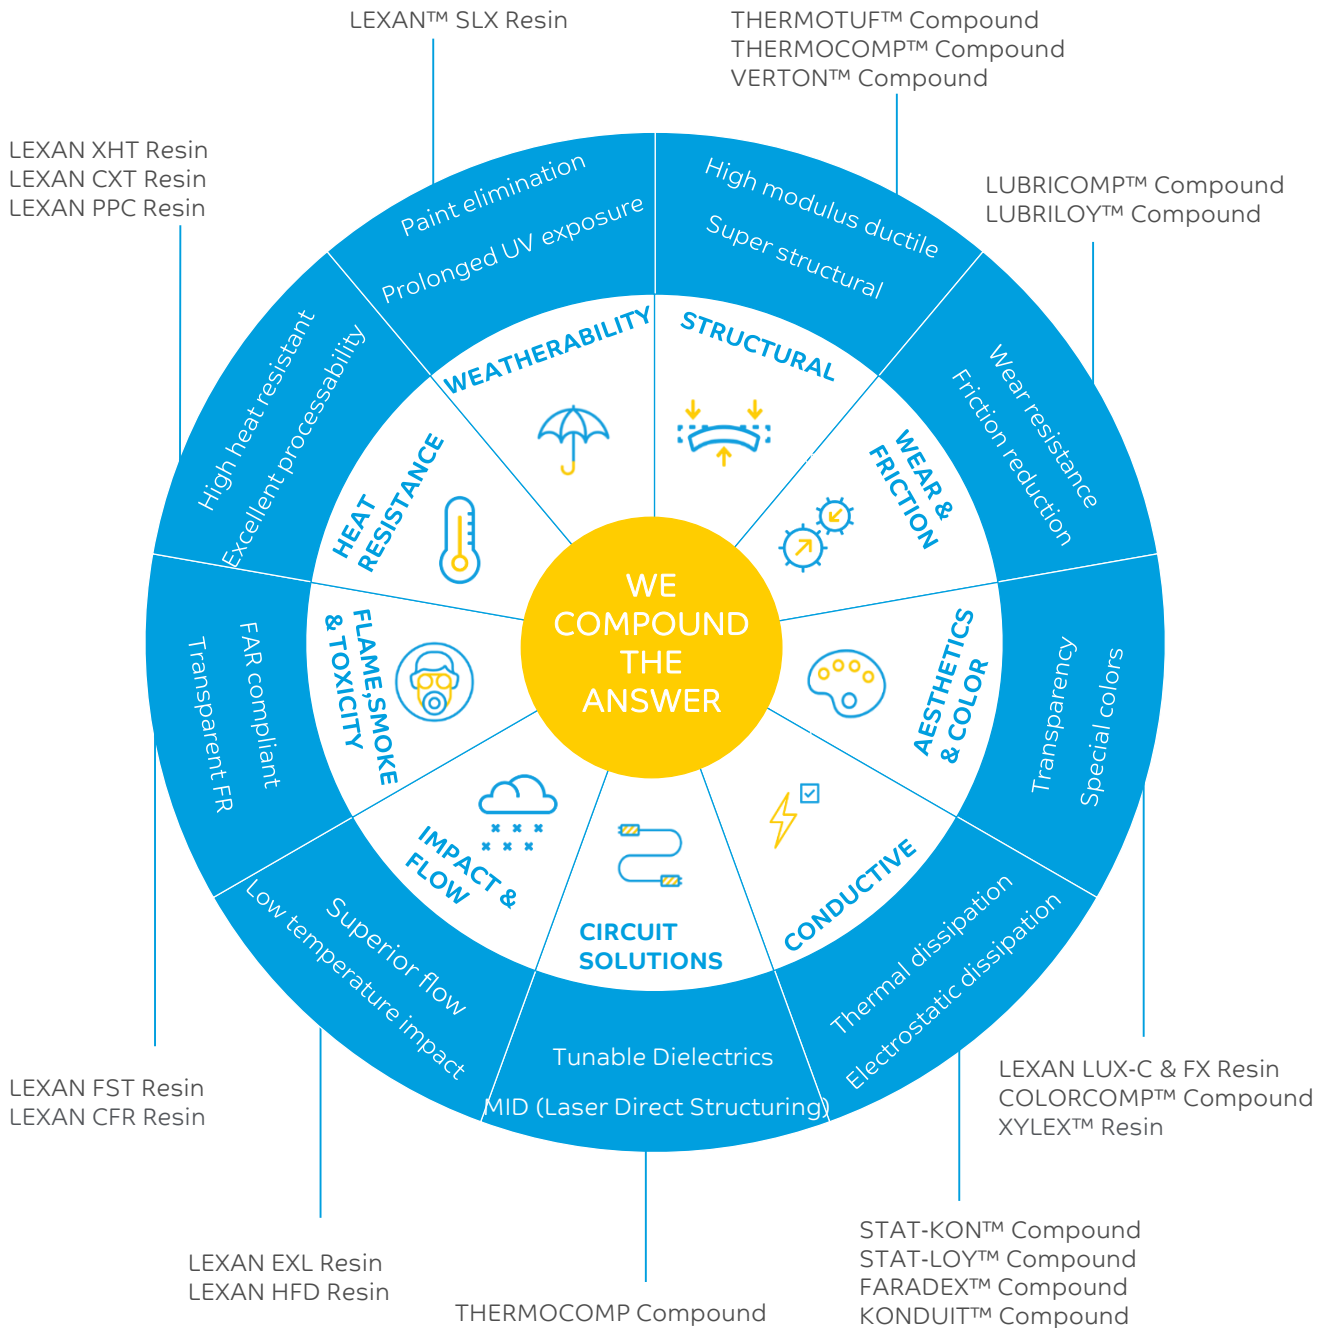 LEXAN™ SLX Resin
THERMOTUF™ Compound
THERMOCOMP™ Compound
VERTON™ Compound
LEXAN XHT Resin
LEXAN CXT Resin
LEXAN PPC Resin
LUBRICOMP™ Compound
LUBRILOY™ Compound
Paint elimination
Prolonged UV exposure
High modulus ductile
Super structural
High heat resistant
Excellent processability
Wear resistance
Friction reduction
WEATHERABILITY
STRUCTURAL
HEAT
RESISTANCE
WEAR &
FRICTION
WE
COMPOUND
THE
ANSWER
FLAME,SMOKE
& TOXICITY
FAR compliant
Transparent FR
AESTHETICS
& COLOR
Transparency
Special colors
IMPACT &
FLOW
Superior flow
Low temperature impact
CIRCUIT
SOLUTIONS
Tunable Dielectrics
MID (Laser Direct Structuring)
CONDUCTIVE
Thermal dissipation
Electrostatic dissipation
LEXAN FST Resin
LEXAN CFR Resin
LEXAN LUX-C & FX Resin
COLORCOMP™ Compound
XYLEX™ Resin
LEXAN EXL Resin
LEXAN HFD Resin
THERMOCOMP Compound
STAT-KON™ Compound
STAT-LOY™ Compound
FARADEX™ Compound
KONDUIT™ Compound